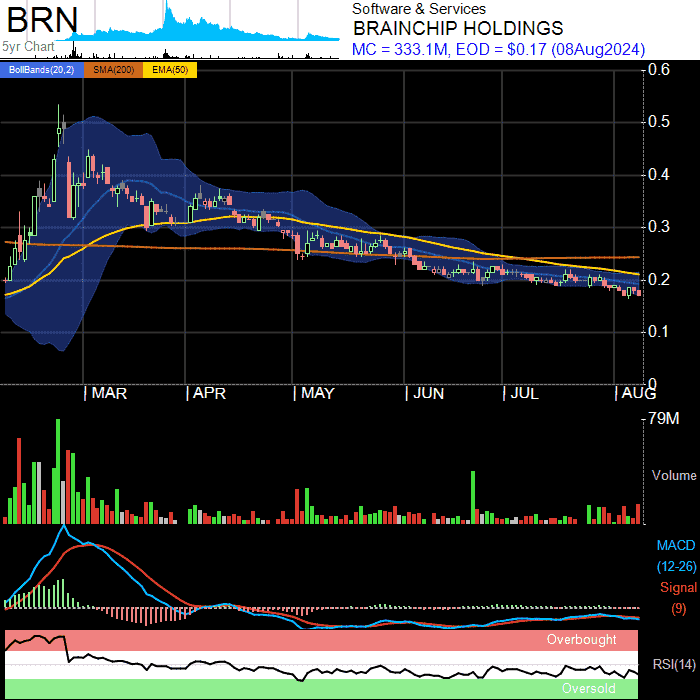 BRN
5yr Chart
Software & Services
BRAINCHIP HOLDINGS
MC = 333.1M, EOD = $0.17 (08Aug2024)
BollBands(20,2) SMA(200) EMA(50)
0.6
0.5
0.4
0.3
0.2
0.1
0
| MAR | APR | MAY | JUN | JUL | AUG
79M
Volume
MACD
(12-26)
Signal
(9)
Overbought
RSI(14)
Oversold